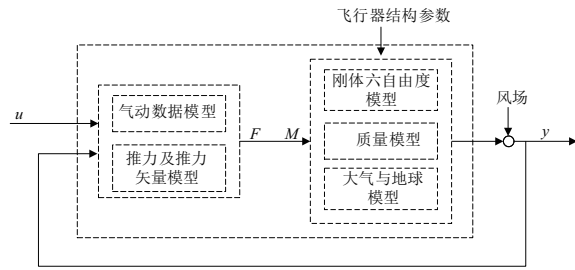 飞行器结构参数
刚体六自由度
模型
气动数据模型
风场
u
F M
y
质量模型
推力及推力
矢量模型
大气与地球
模型